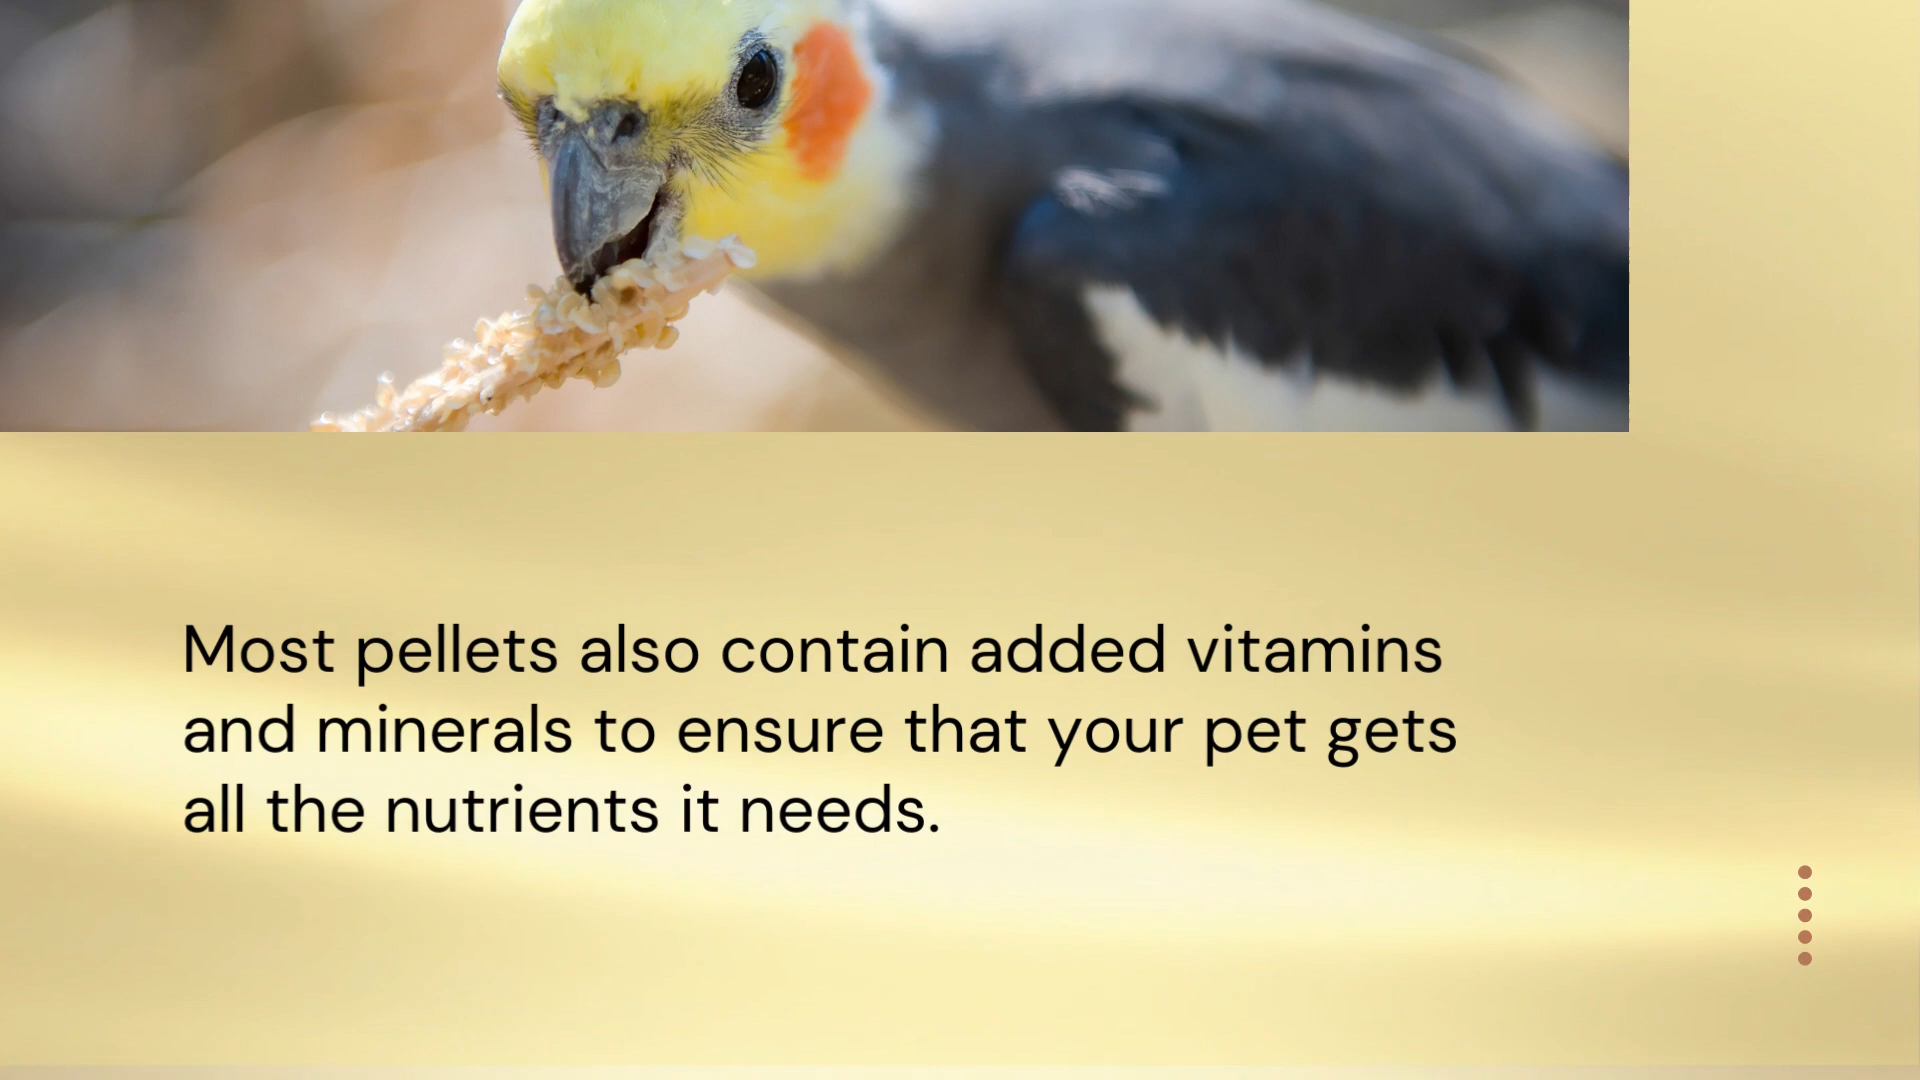 Most pellets also contain added vitamins
and minerals to ensure that your pet gets
all the nutrients it needs.